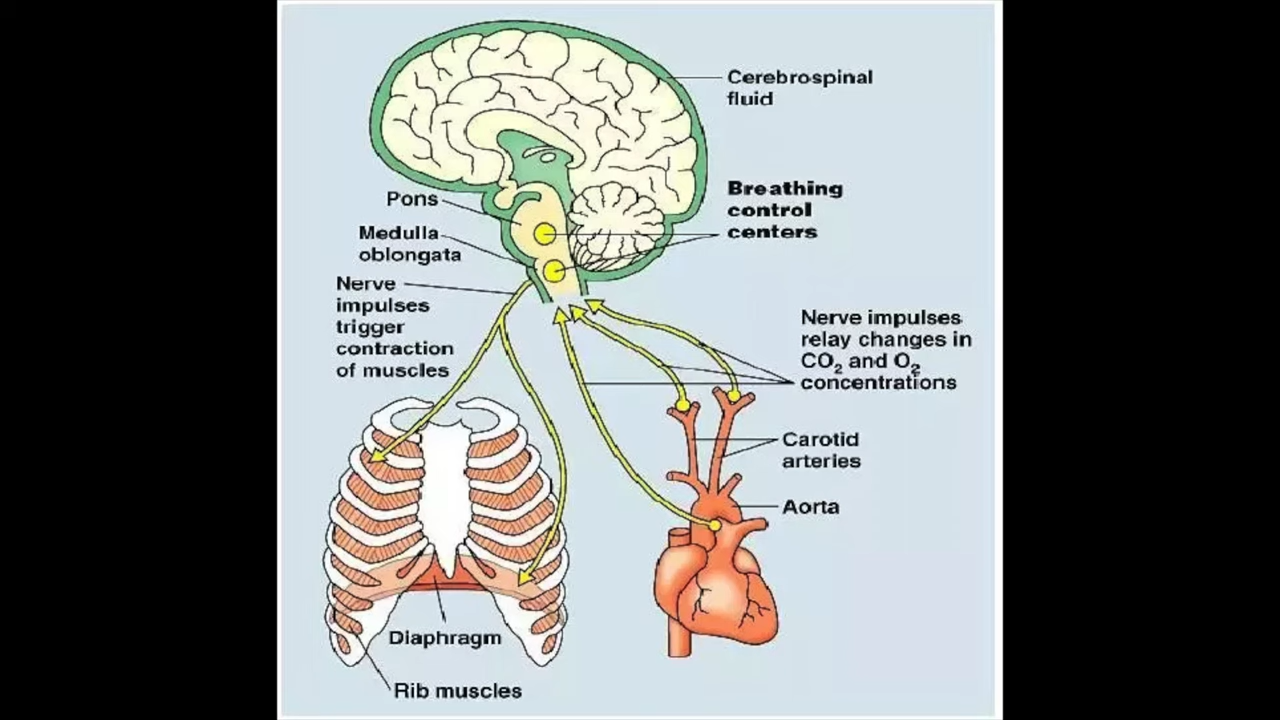 Cerebrospinal
fluid
Breathing
control
centers
Pons
Medulla
oblongata
Nerve
impulses
trigger
contraction
of muscles
Nerve impulses
relay changes in
CO₂ and O₂
concentrations
Carotid
arteries
Aorta
Diaphragm
Rib muscles